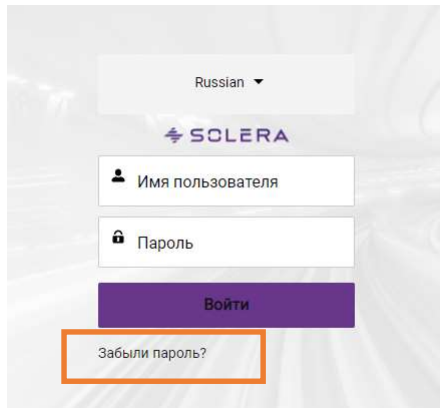 Russian
SOLERA
Имя пользователя
Пароль
Войти
Забыли пароль?